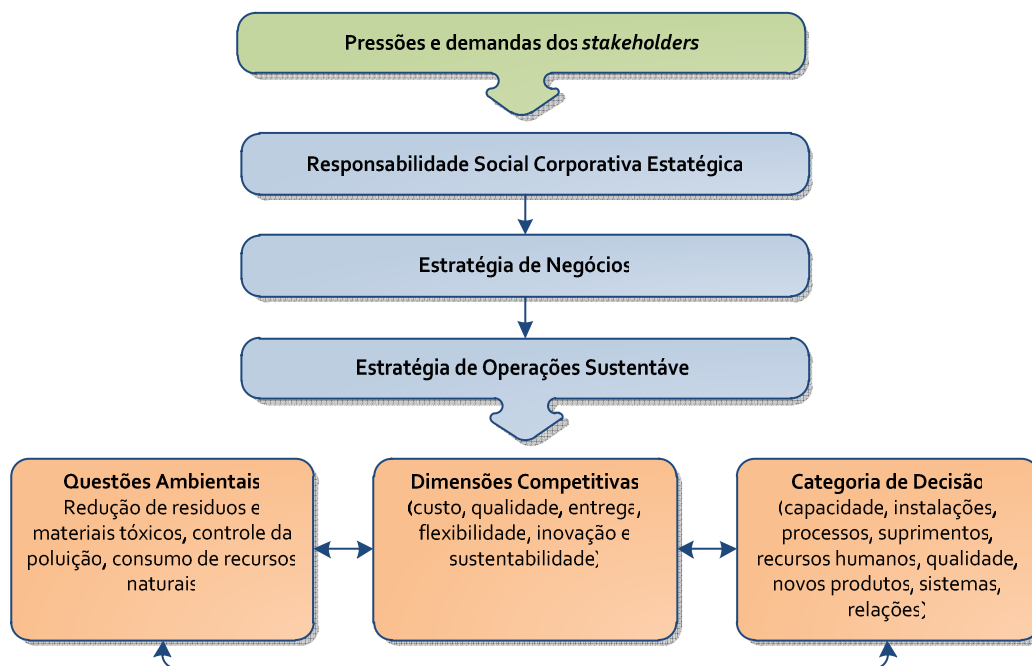 Pressões e demandas dos stakeholders
Responsabilidade Social Corporativa Estatégica
Estratégia de Negócios
Estratégia de Operações Sustentáve
Questões Ambientais
Redução de residuos e
materiais tóxicos, controle da
poluição, consumo de recursos
naturais
Dimensões Competitivas
(custo, qualidade, entrega,
flexibilidade, inovação e
sustentabilidade)
Categoria de Decisão
(capacidade, instalações,
processos, suprimentos,
recursos humanos, qualidade,
novos produtos, sistemas,
relações)